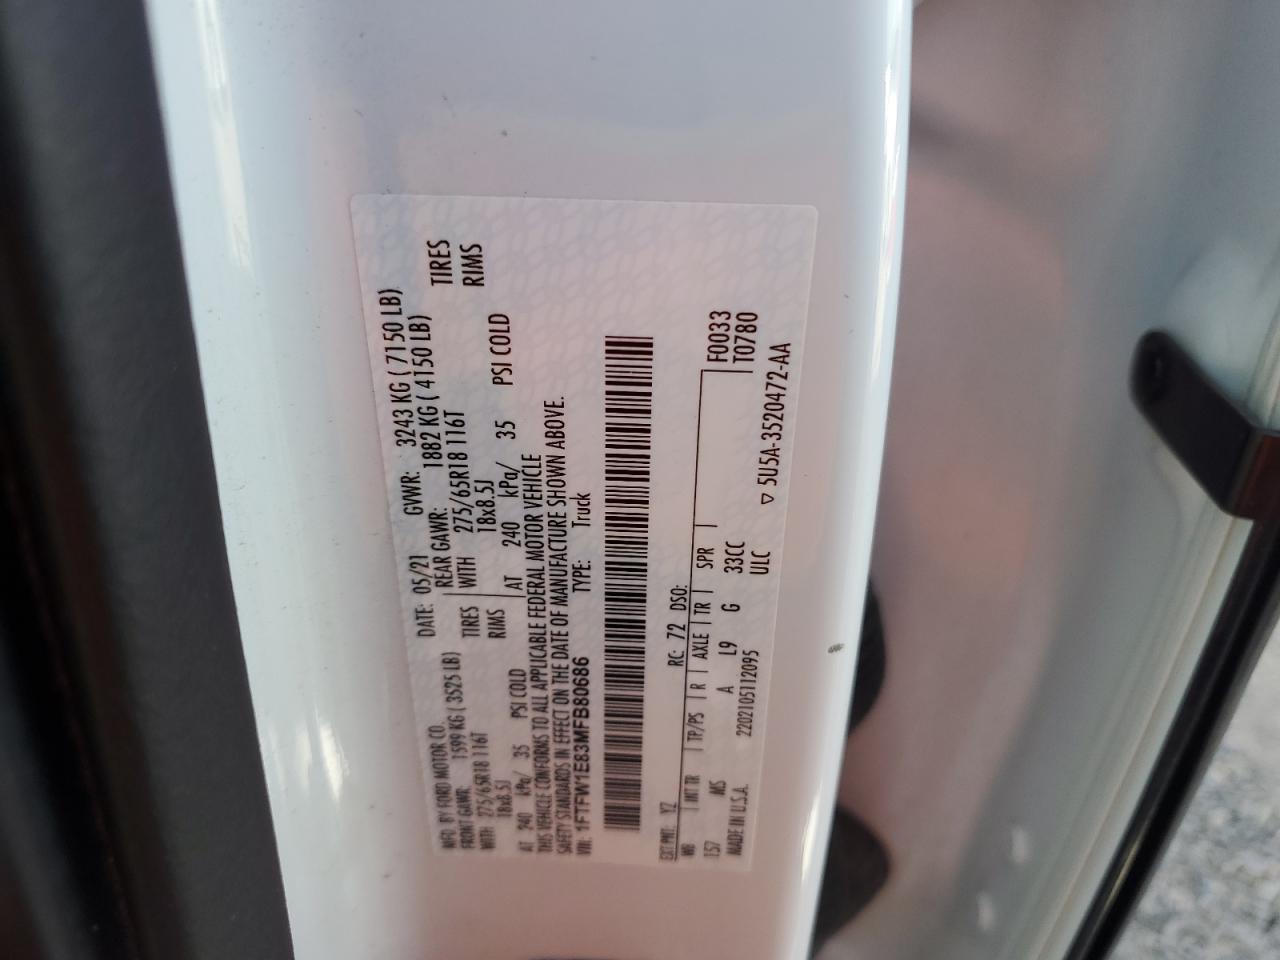 MFD BY FORD MOTOR CO.
DATE: 05/21 GVWR: 3243 KG ( 7150 LB)
FRONT GAWR: 1599 KG ( 3525 LB) REAR GAWR: 1882 KG ( 4150 LB)
WITH 275/65R18 116T TIRES WITH 275/65R18 116T TIRES
18x8.5J RIMS 18x8.5J RIMS
AT 240 kPa/ 35 PSI COLD AT 240 kPa/ 35 PSI COLD
THIS VEHICLE CONFORMS TO ALL APPLICABLE FEDERAL MOTOR VEHICLE
SAFETY STANDARDS IN EFFECT ON THE DATE OF MANUFACTURE SHOWN ABOVE.
VIN: 1FTFW1E83MFB80686 TYPE: Truck
EXT PNT: YZ RC: 72 DSO: F0033
WB INT TR TP/PS R AXLE TR SPR T0780
157 MS A L9 G 33CC
MADE IN U.S.A. 2202105112095 ULC
▽ 5U5A-3520472-AA